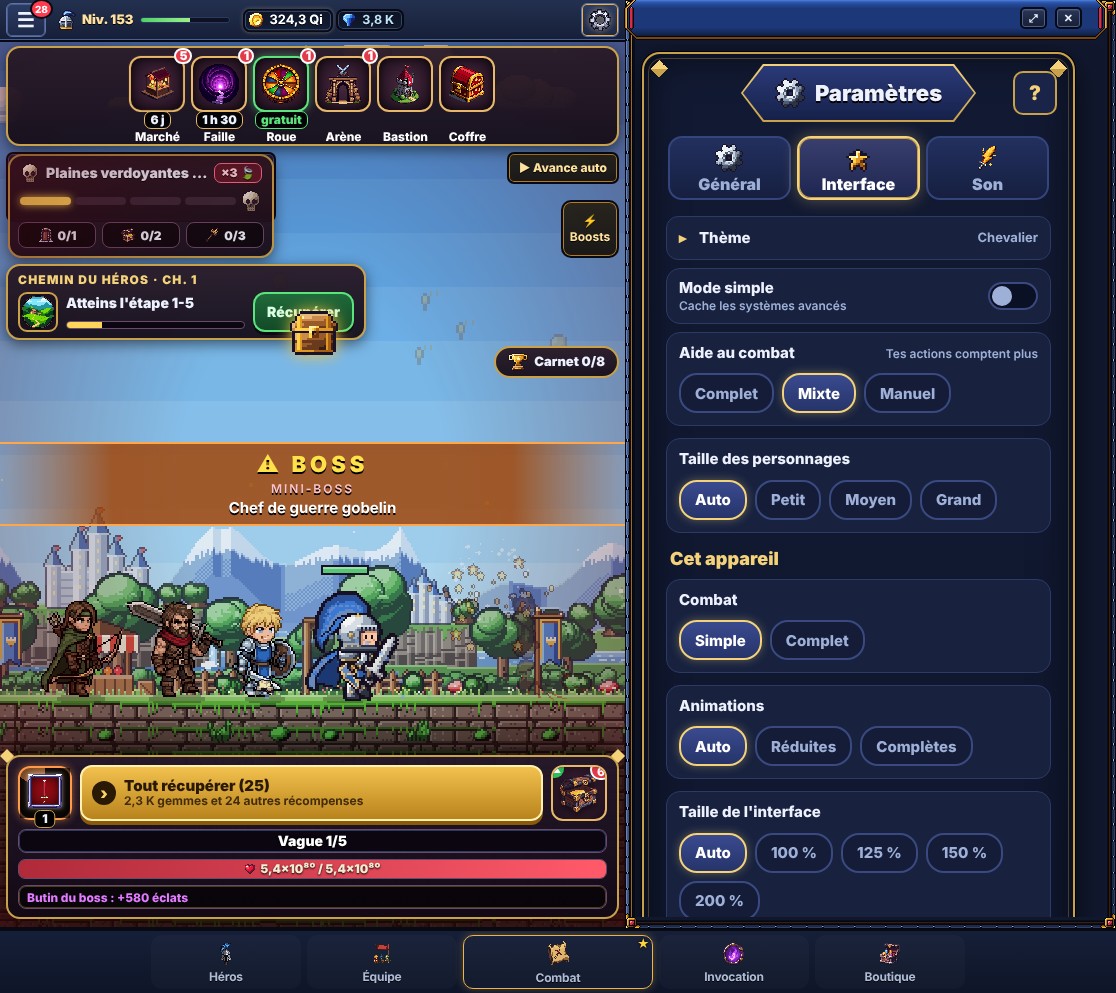 28
Niv. 153
324,3 Qi
3,8 K
5
1
1
1
6 j
1 h 30
gratuit
Marché
Faille
Roue
Arène
Bastion
Coffre
Plaines verdoyantes ...
×3
0/1
0/2
0/3
Avance auto
Boosts
CHEMIN DU HÉROS · CH. 1
Atteins l'étape 1-5
Récupérer
Carnet 0/8
BOSS
MINI-BOSS
Chef de guerre gobelin
1
Tout récupérer (25)
2,3 K gemmes et 24 autres récompenses
6
Vague 1/5
5,4×10⁸⁰ / 5,4×10⁸⁰
Butin du boss : +580 éclats
Paramètres
?
Général
Interface
Son
Thème
Chevalier
Mode simple
Cache les systèmes avancés
Aide au combat
Tes actions comptent plus
Complet
Mixte
Manuel
Taille des personnages
Auto
Petit
Moyen
Grand
Cet appareil
Combat
Simple
Complet
Animations
Auto
Réduites
Complètes
Taille de l'interface
Auto
100 %
125 %
150 %
200 %
Héros
Équipe
Combat
Invocation
Boutique